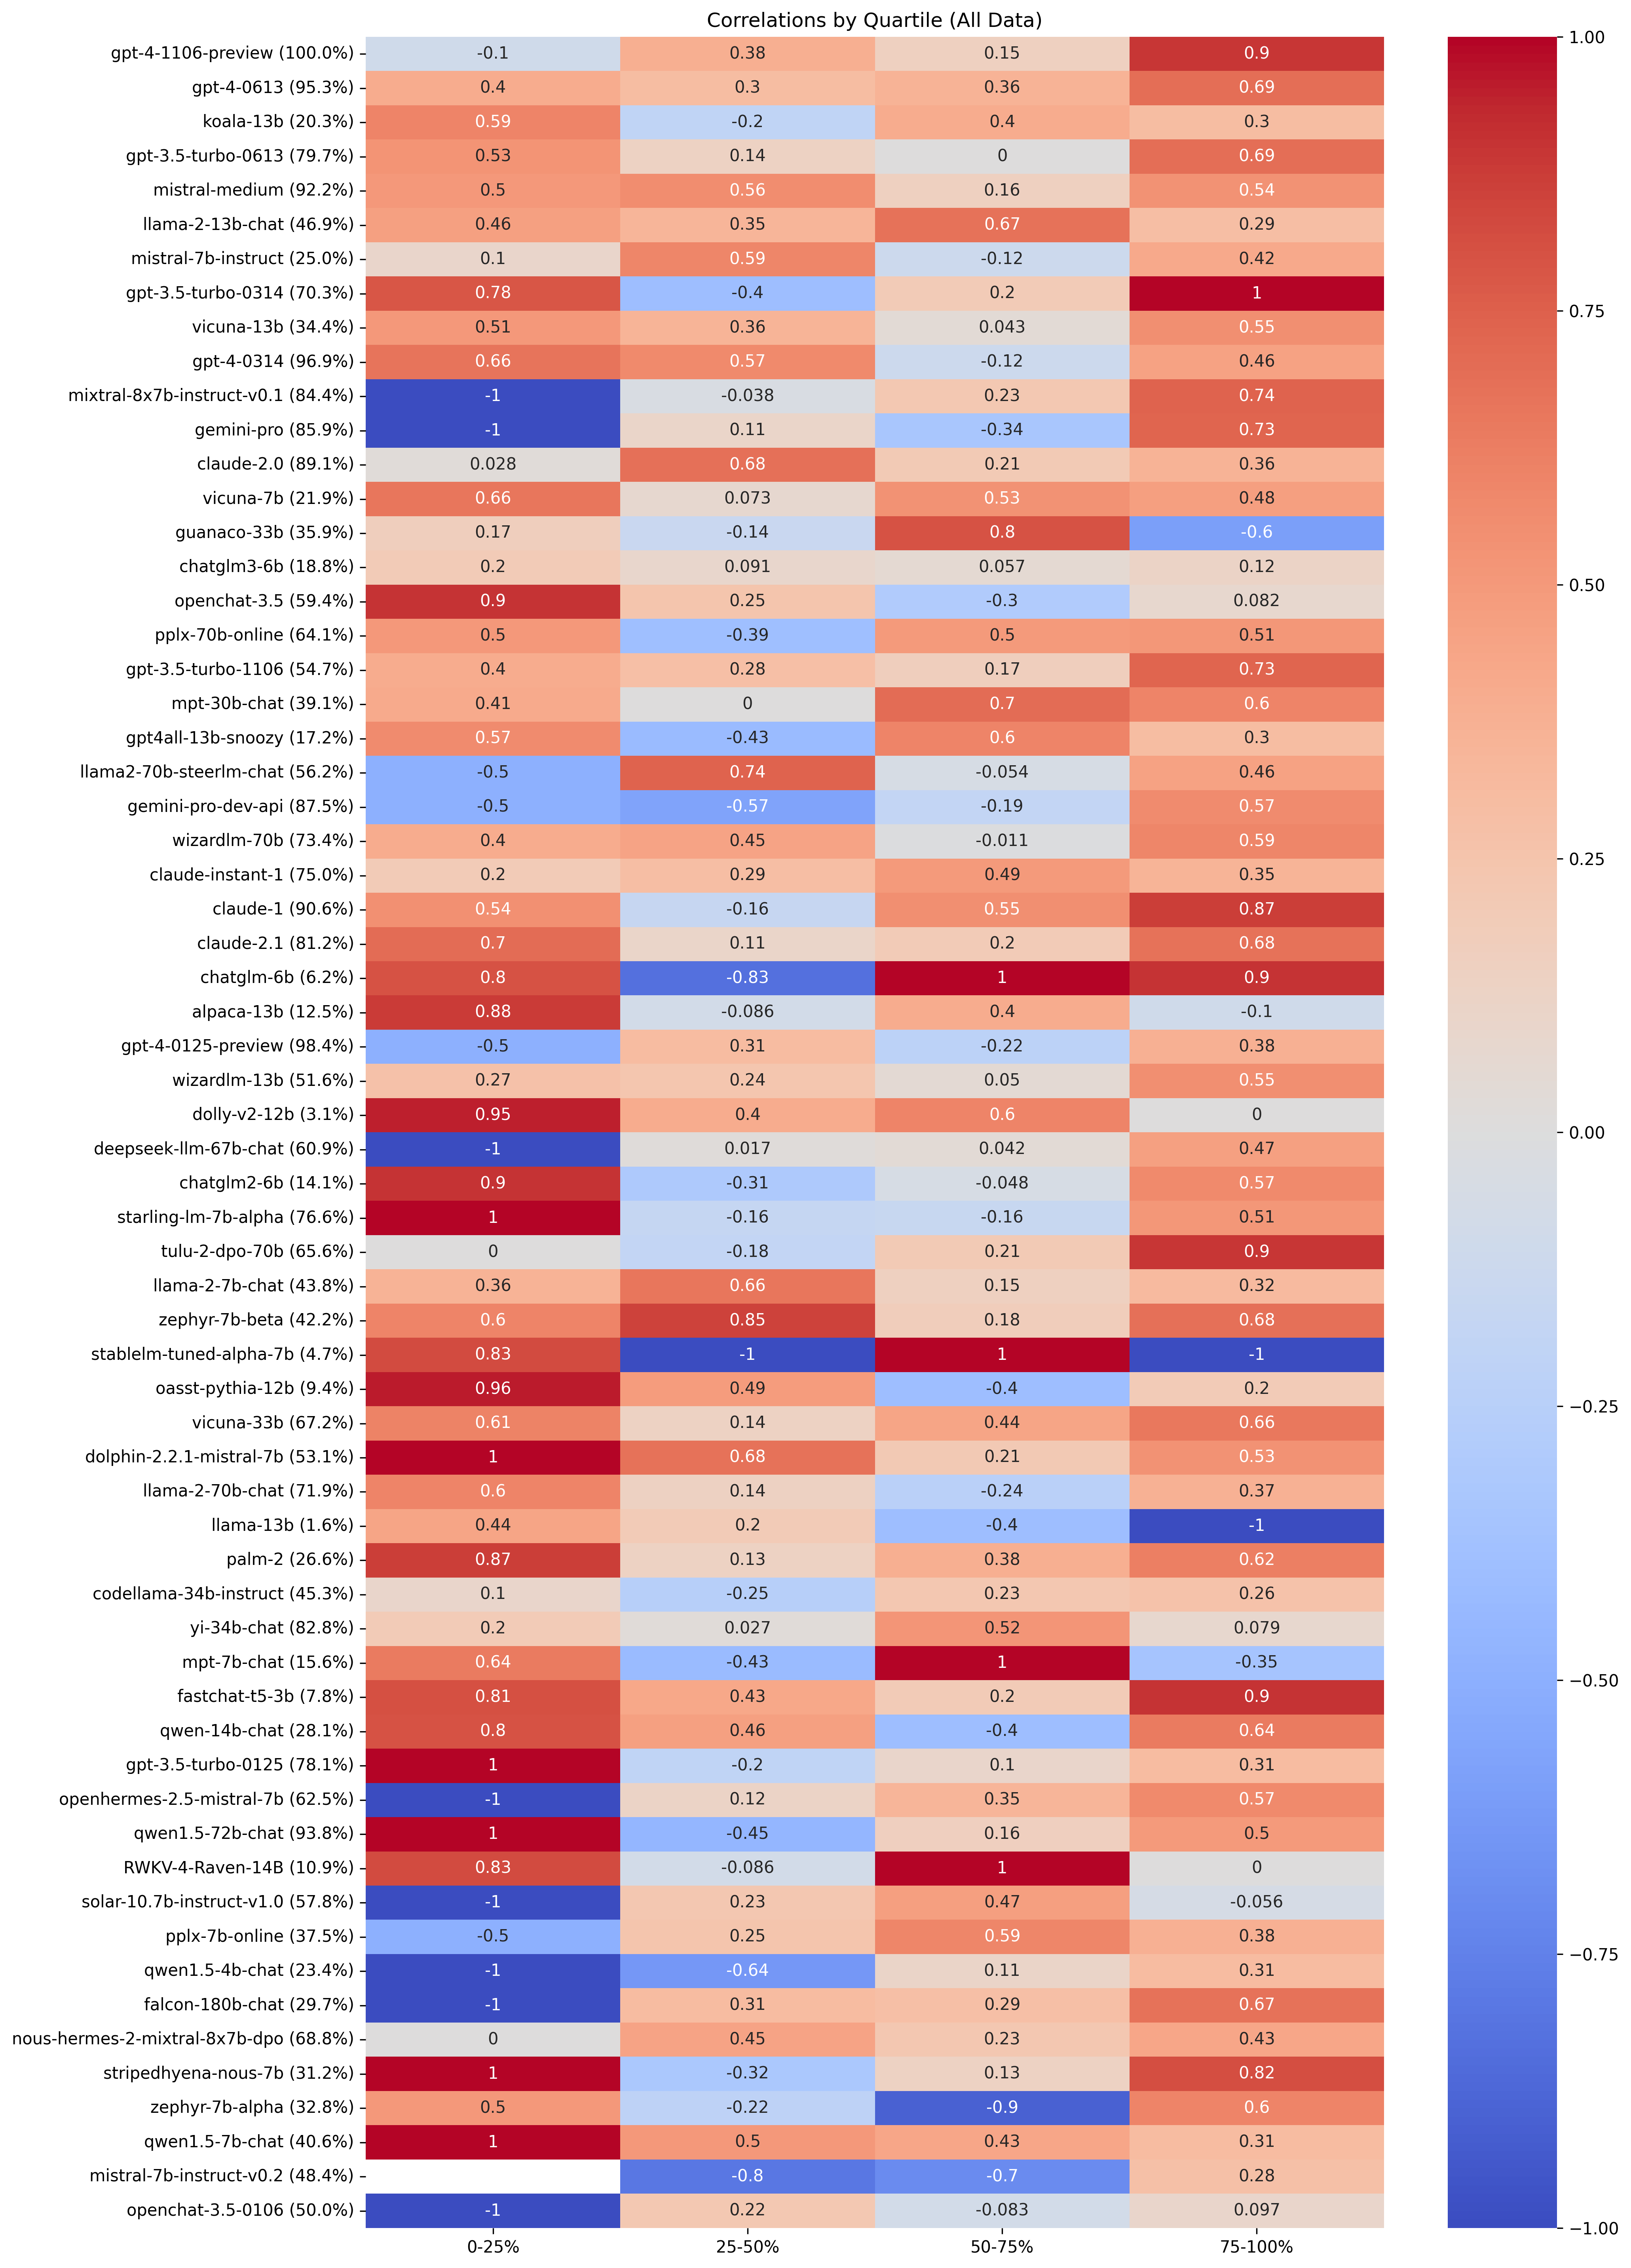 Correlations by Quartile (All Data)
gpt-4-1106-preview (100.0%) -0.1 0.38 0.15 0.9
gpt-4-0613 (95.3%) 0.4 0.3 0.36 0.69
koala-13b (20.3%) 0.59 -0.2 0.4 0.3
gpt-3.5-turbo-0613 (79.7%) 0.53 0.14 0 0.69
mistral-medium (92.2%) 0.5 0.56 0.16 0.54
llama-2-13b-chat (46.9%) 0.46 0.35 0.67 0.29
mistral-7b-instruct (25.0%) 0.1 0.59 -0.12 0.42
gpt-3.5-turbo-0314 (70.3%) 0.78 -0.4 0.2 1
vicuna-13b (34.4%) 0.51 0.36 0.043 0.55
gpt-4-0314 (96.9%) 0.66 0.57 -0.12 0.46
mixtral-8x7b-instruct-v0.1 (84.4%) -1 -0.038 0.23 0.74
gemini-pro (85.9%) -1 0.11 -0.34 0.73
claude-2.0 (89.1%) 0.028 0.68 0.21 0.36
vicuna-7b (21.9%) 0.66 0.073 0.53 0.48
guanaco-33b (35.9%) 0.17 -0.14 0.8 -0.6
chatglm3-6b (18.8%) 0.2 0.091 0.057 0.12
openchat-3.5 (59.4%) 0.9 0.25 -0.3 0.082
pplx-70b-online (64.1%) 0.5 -0.39 0.5 0.51
gpt-3.5-turbo-1106 (54.7%) 0.4 0.28 0.17 0.73
mpt-30b-chat (39.1%) 0.41 0 0.7 0.6
gpt4all-13b-snoozy (17.2%) 0.57 -0.43 0.6 0.3
llama2-70b-steerlm-chat (56.2%) -0.5 0.74 -0.054 0.46
gemini-pro-dev-api (87.5%) -0.5 -0.57 -0.19 0.57
wizardlm-70b (73.4%) 0.4 0.45 -0.011 0.59
claude-instant-1 (75.0%) 0.2 0.29 0.49 0.35
claude-1 (90.6%) 0.54 -0.16 0.55 0.87
claude-2.1 (81.2%) 0.7 0.11 0.2 0.68
chatglm-6b (6.2%) 0.8 -0.83 1 0.9
alpaca-13b (12.5%) 0.88 -0.086 0.4 -0.1
gpt-4-0125-preview (98.4%) -0.5 0.31 -0.22 0.38
wizardlm-13b (51.6%) 0.27 0.24 0.05 0.55
dolly-v2-12b (3.1%) 0.95 0.4 0.6 0
deepseek-llm-67b-chat (60.9%) -1 0.017 0.042 0.47
chatglm2-6b (14.1%) 0.9 -0.31 -0.048 0.57
starling-lm-7b-alpha (76.6%) 1 -0.16 -0.16 0.51
tulu-2-dpo-70b (65.6%) 0 -0.18 0.21 0.9
llama-2-7b-chat (43.8%) 0.36 0.66 0.15 0.32
zephyr-7b-beta (42.2%) 0.6 0.85 0.18 0.68
stablelm-tuned-alpha-7b (4.7%) 0.83 -1 1 -1
oasst-pythia-12b (9.4%) 0.96 0.49 -0.4 0.2
vicuna-33b (67.2%) 0.61 0.14 0.44 0.66
dolphin-2.2.1-mistral-7b (53.1%) 1 0.68 0.21 0.53
llama-2-70b-chat (71.9%) 0.6 0.14 -0.24 0.37
llama-13b (1.6%) 0.44 0.2 -0.4 -1
palm-2 (26.6%) 0.87 0.13 0.38 0.62
codellama-34b-instruct (45.3%) 0.1 -0.25 0.23 0.26
yi-34b-chat (82.8%) 0.2 0.027 0.52 0.079
mpt-7b-chat (15.6%) 0.64 -0.43 1 -0.35
fastchat-t5-3b (7.8%) 0.81 0.43 0.2 0.9
qwen-14b-chat (28.1%) 0.8 0.46 -0.4 0.64
gpt-3.5-turbo-0125 (78.1%) 1 -0.2 0.1 0.31
openhermes-2.5-mistral-7b (62.5%) -1 0.12 0.35 0.57
qwen1.5-72b-chat (93.8%) 1 -0.45 0.16 0.5
RWKV-4-Raven-14B (10.9%) 0.83 -0.086 1 0
solar-10.7b-instruct-v1.0 (57.8%) -1 0.23 0.47 -0.056
pplx-7b-online (37.5%) -0.5 0.25 0.59 0.38
qwen1.5-4b-chat (23.4%) -1 -0.64 0.11 0.31
falcon-180b-chat (29.7%) -1 0.31 0.29 0.67
nous-hermes-2-mixtral-8x7b-dpo (68.8%) 0 0.45 0.23 0.43
stripedhyena-nous-7b (31.2%) 1 -0.32 0.13 0.82
zephyr-7b-alpha (32.8%) 0.5 -0.22 -0.9 0.6
qwen1.5-7b-chat (40.6%) 1 0.5 0.43 0.31
mistral-7b-instruct-v0.2 (48.4%) -0.8 -0.7 0.28
openchat-3.5-0106 (50.0%) -1 0.22 -0.083 0.097
0-25% 25-50% 50-75% 75-100%
1.00
0.75
0.50
0.25
0.00
−0.25
−0.50
−0.75
−1.00